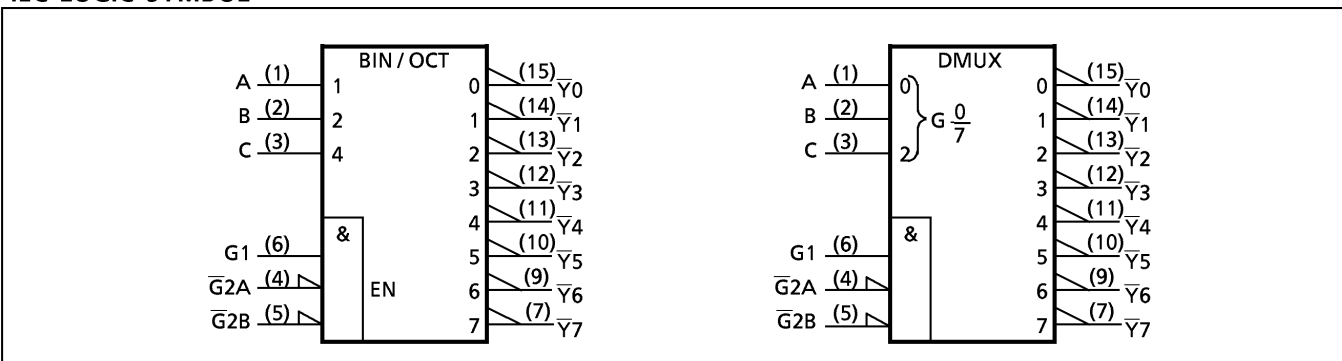 IEC LOGIC SYMBOL
BIN / OCT
A (1) 1 0 (15) Y̅0
B (2) 2 1 (14) Y̅1
C (3) 4 2 (13) Y̅2
3 (12) Y̅3
& 4 (11) Y̅4
G1 (6) 5 (10) Y̅5
G̅2A (4) EN 6 (9) Y̅6
G̅2B (5) 7 (7) Y̅7
DMUX
A (1) 0 0 (15) Y̅0
B (2) G 0/7 1 (14) Y̅1
C (3) 2 2 (13) Y̅2
3 (12) Y̅3
& 4 (11) Y̅4
G1 (6) 5 (10) Y̅5
G̅2A (4) 6 (9) Y̅6
G̅2B (5) 7 (7) Y̅7